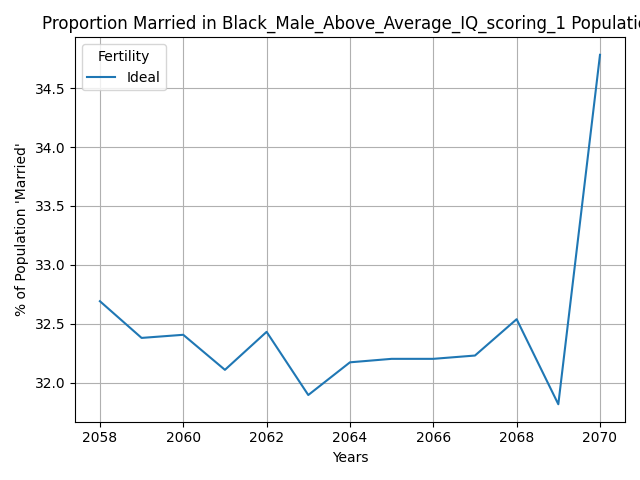 Proportion Married in Black_Male_Above_Average_IQ_scoring_1 Populatio
Fertility
Ideal
34.5
34.0
33.5
33.0
32.5
32.0
% of Population 'Married'
2058 2060 2062 2064 2066 2068 2070
Years